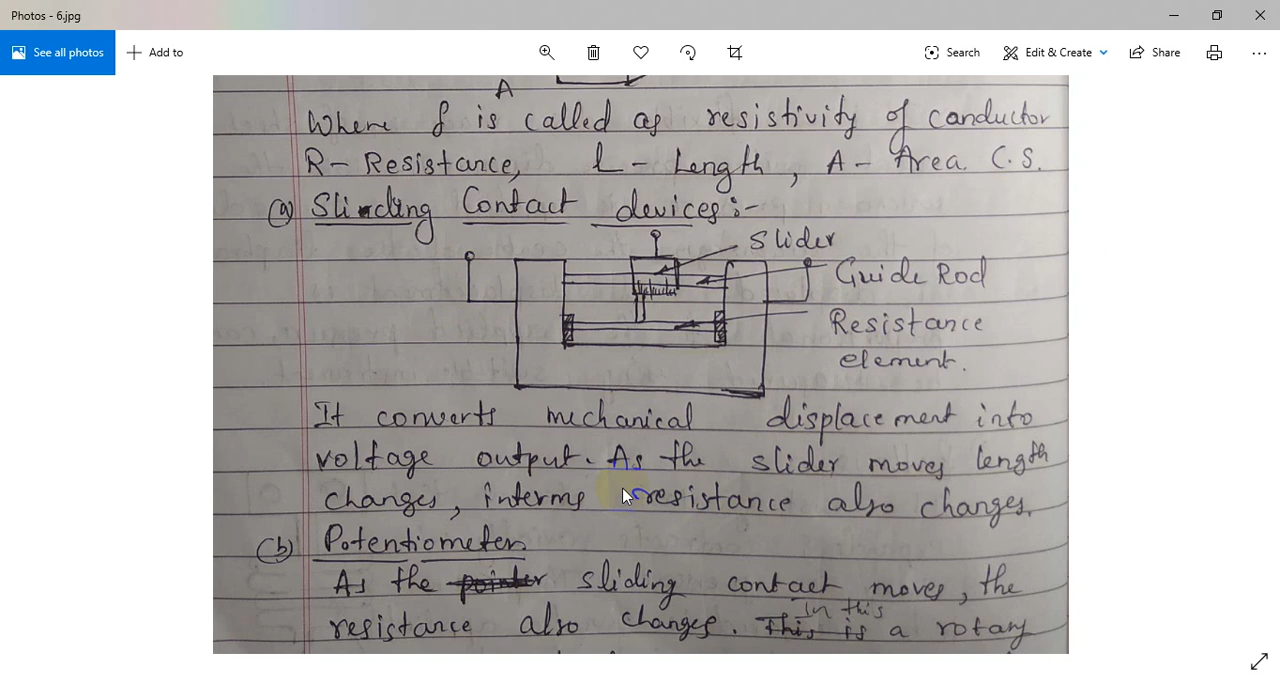 Photos - 6.jpg
See all photos
Add to
Search
Edit & Create
Share
A
Where ρ is called as resistivity of conductor
R- Resistance, l - Length, A - Area C.S.
(a) Sliding Contact devices:-
Slider
Guide Rod
Resistance
element.
It converts mechanical displacement into
voltage output. As the slider moves length
changes, interms resistance also changes.
(b) Potentiometer
As the sliding contact moves, the
in this
resistance also changes. This is a rotary